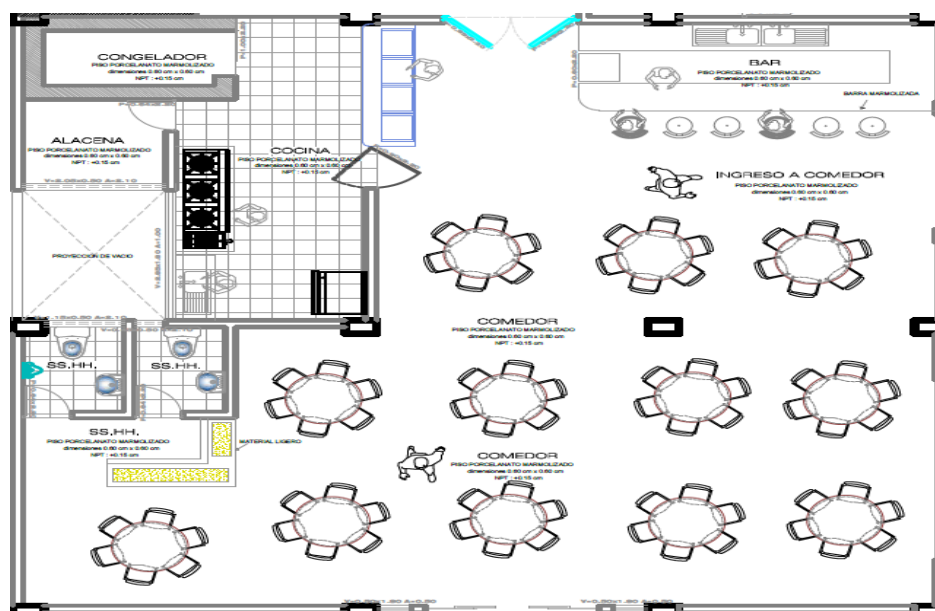 CONGELADOR
PISO PORCELANATO MARMOLIZADO
dimensiones 0.60 cm x 0.60 cm
NPT : +0.15 cm
BAR
PISO PORCELANATO MARMOLIZADO
dimensiones 0.60 cm x 0.60 cm
NPT : +0.15 cm
BARRA MARMOLIZADA
ALACENA
PISO PORCELANATO MARMOLIZADO
dimensiones 0.60 cm x 0.60 cm
NPT : +0.15 cm
COCINA
PISO PORCELANATO MARMOLIZADO
dimensiones 0.60 cm x 0.60 cm
NPT : +0.15 cm
INGRESO A COMEDOR
PISO PORCELANATO MARMOLIZADO
dimensiones 0.60 cm x 0.60 cm
NPT : +0.15 cm
PROYECCIÓN DE VACIO
COMEDOR
PISO PORCELANATO MARMOLIZADO
dimensiones 0.60 cm x 0.60 cm
NPT : +0.15 cm
SS.HH.
SS.HH.
SS.HH.
PISO PORCELANATO MARMOLIZADO
dimensiones 0.60 cm x 0.60 cm
NPT : +0.15 cm
MATERIAL LIGERO
COMEDOR
PISO PORCELANATO MARMOLIZADO
dimensiones 0.60 cm x 0.60 cm
NPT : +0.15 cm